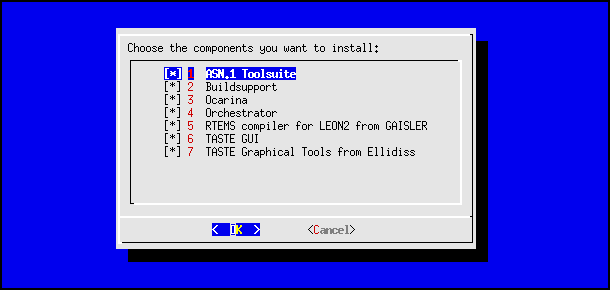 Choose the components you want to install:
[*] 1 ASN.1 Toolsuite
[*] 2 Buildsupport
[*] 3 Ocarina
[*] 4 Orchestrator
[*] 5 RTEMS compiler for LEON2 from GAISLER
[*] 6 TASTE GUI
[*] 7 TASTE Graphical Tools from Ellidiss
< OK > <Cancel>